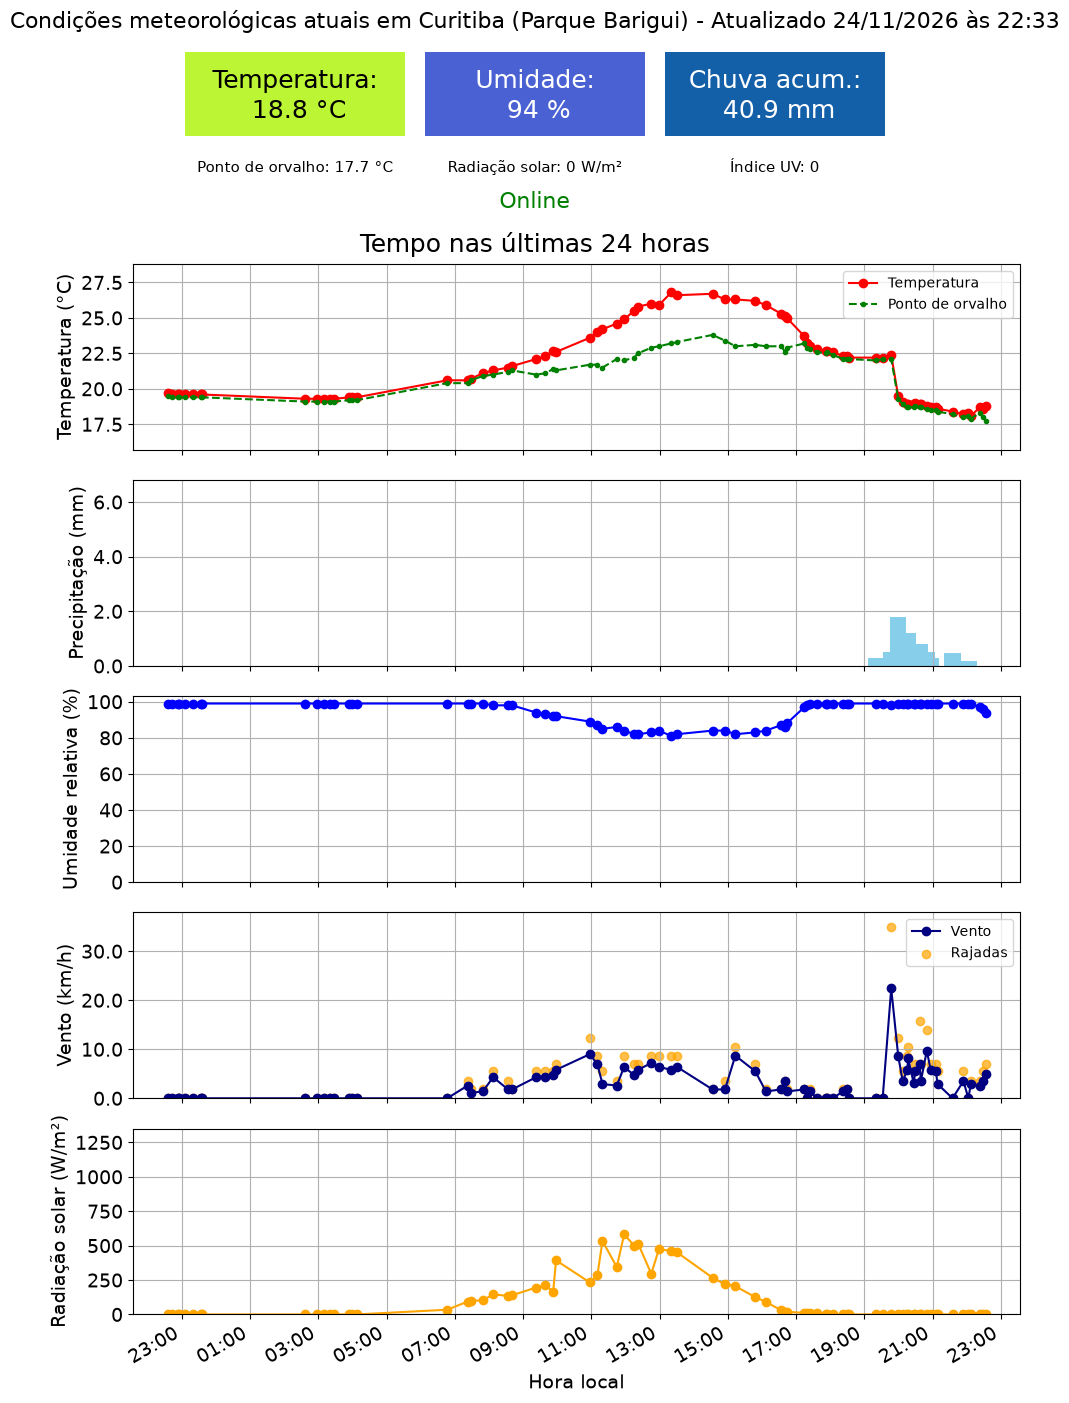 Condições meteorológicas atuais em Curitiba (Parque Barigui) - Atualizado 24/11/2026 às 22:33
Temperatura:
18.8 °C
Umidade:
94 %
Chuva acum.:
40.9 mm
Ponto de orvalho: 17.7 °C
Radiação solar: 0 W/m²
Índice UV: 0
Online
Tempo nas últimas 24 horas
Temperatura (°C)
27.5
25.0
22.5
20.0
17.5
Temperatura
Ponto de orvalho
Precipitação (mm)
6.0
4.0
2.0
0.0
Umidade relativa (%)
100
80
60
40
20
0
Vento (km/h)
30.0
20.0
10.0
0.0
Vento
Rajadas
Radiação solar (W/m²)
1250
1000
750
500
250
0
23:00
01:00
03:00
05:00
07:00
09:00
11:00
13:00
15:00
17:00
19:00
21:00
23:00
Hora local